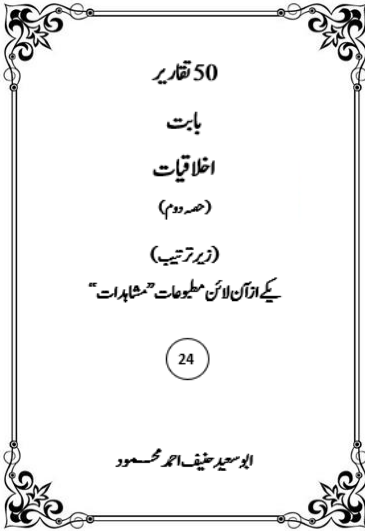 50 تقاریر
بابت
اخلاقیات
(حصہ دوم)
(زیر ترتیب)
یکے از آن لائن مطبوعات ”مشاہدات“
24
ابو سعید حنیف احمد محمود